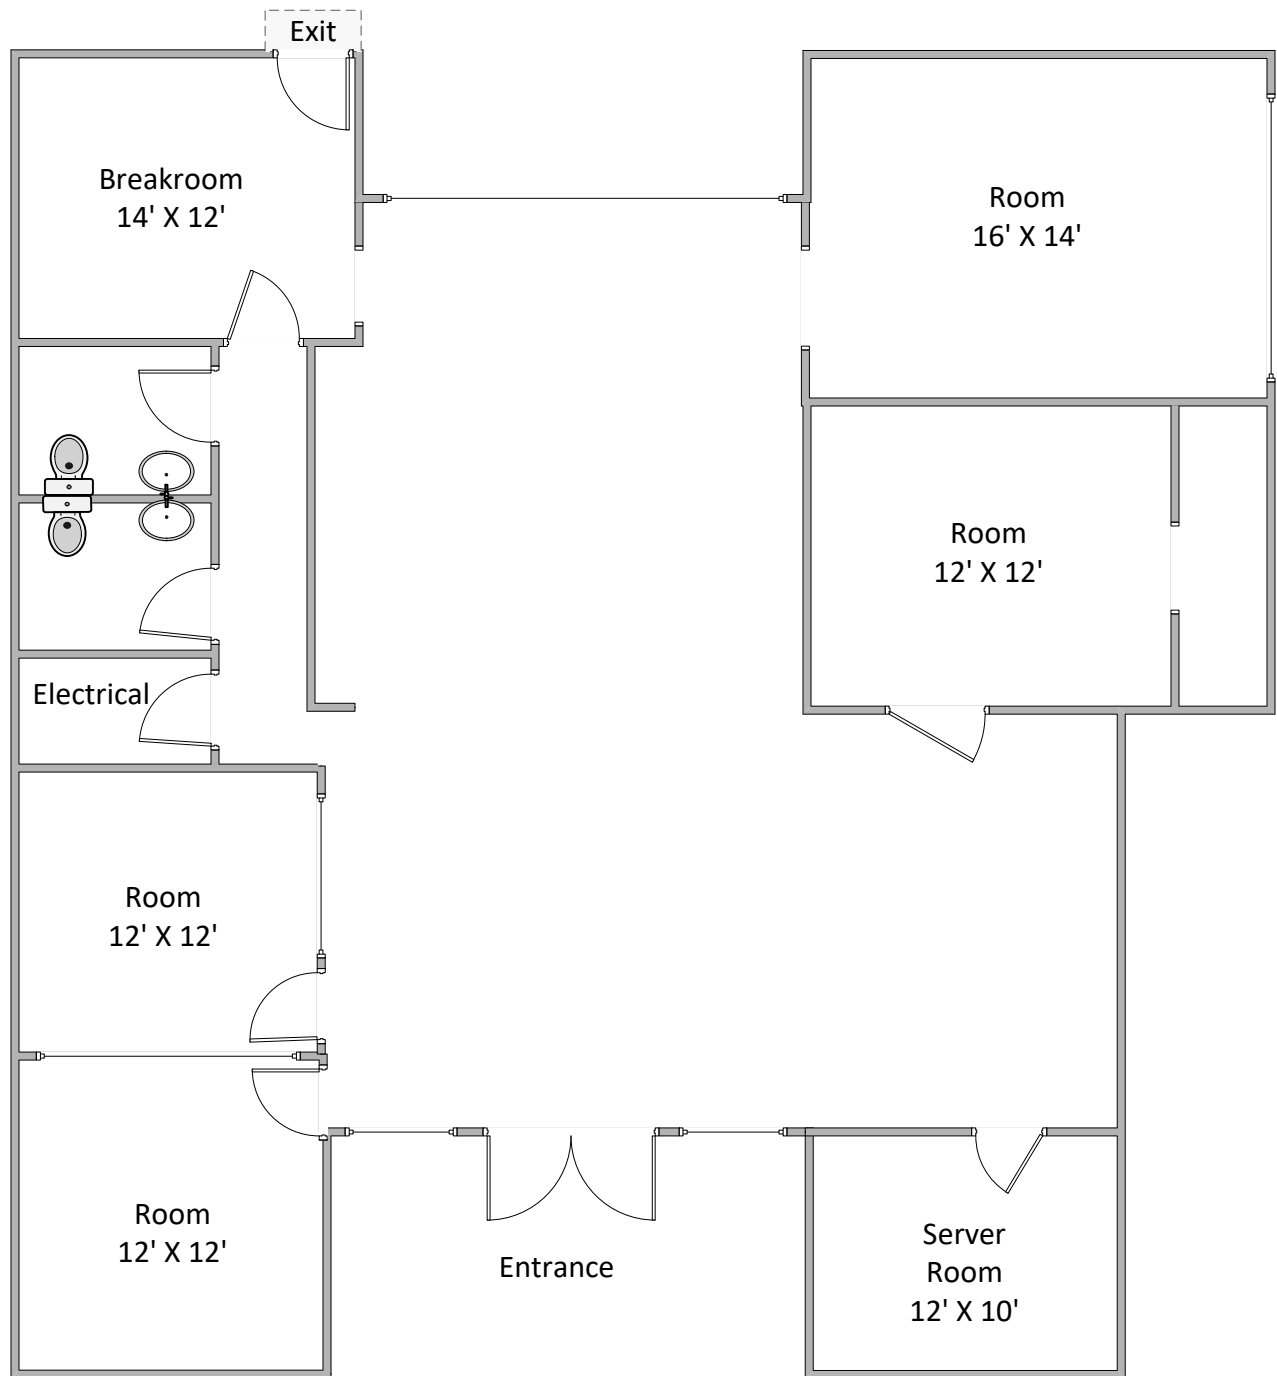 Exit
Breakroom
14' X 12'
Room
16' X 14'
Room
12' X 12'
Electrical
Room
12' X 12'
Room
12' X 12'
Entrance
Server
Room
12' X 10'